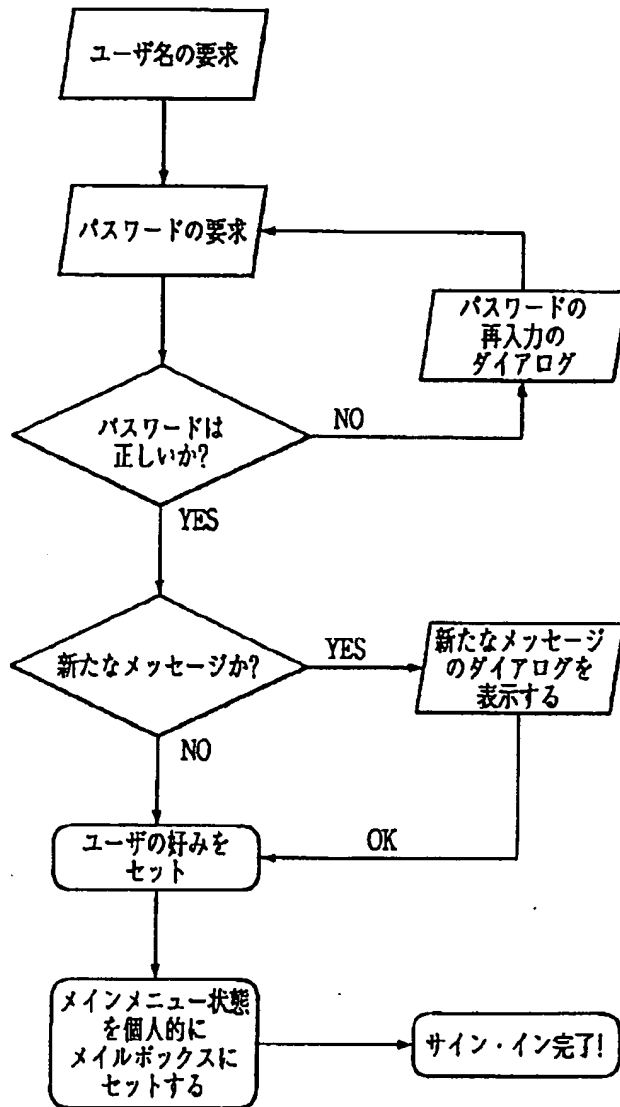 ユーザ名の要求
パスワードの要求
パスワードの
再入力の
ダイアログ
パスワードは
正しいか?
NO
YES
新たなメッセージか?
YES
新たなメッセージ
のダイアログを
表示する
NO
ユーザの好みを
セット
OK
メインメニュー状態
を個人的に
メイルボックスに
セットする
サイン・イン完了!